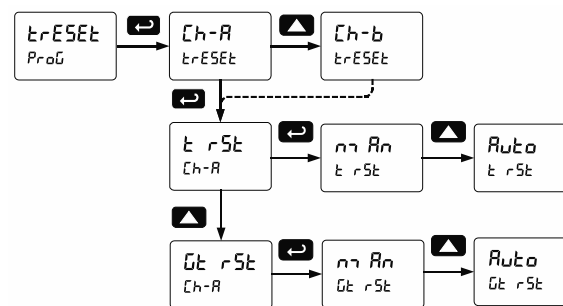 trESEt
ProG
Ch-A
trESEt
Ch-b
trESEt
t rSt
Ch-A
mAn
t rSt
Auto
t rSt
Gt rSt
Ch-A
mAn
Gt rSt
Auto
Gt rSt